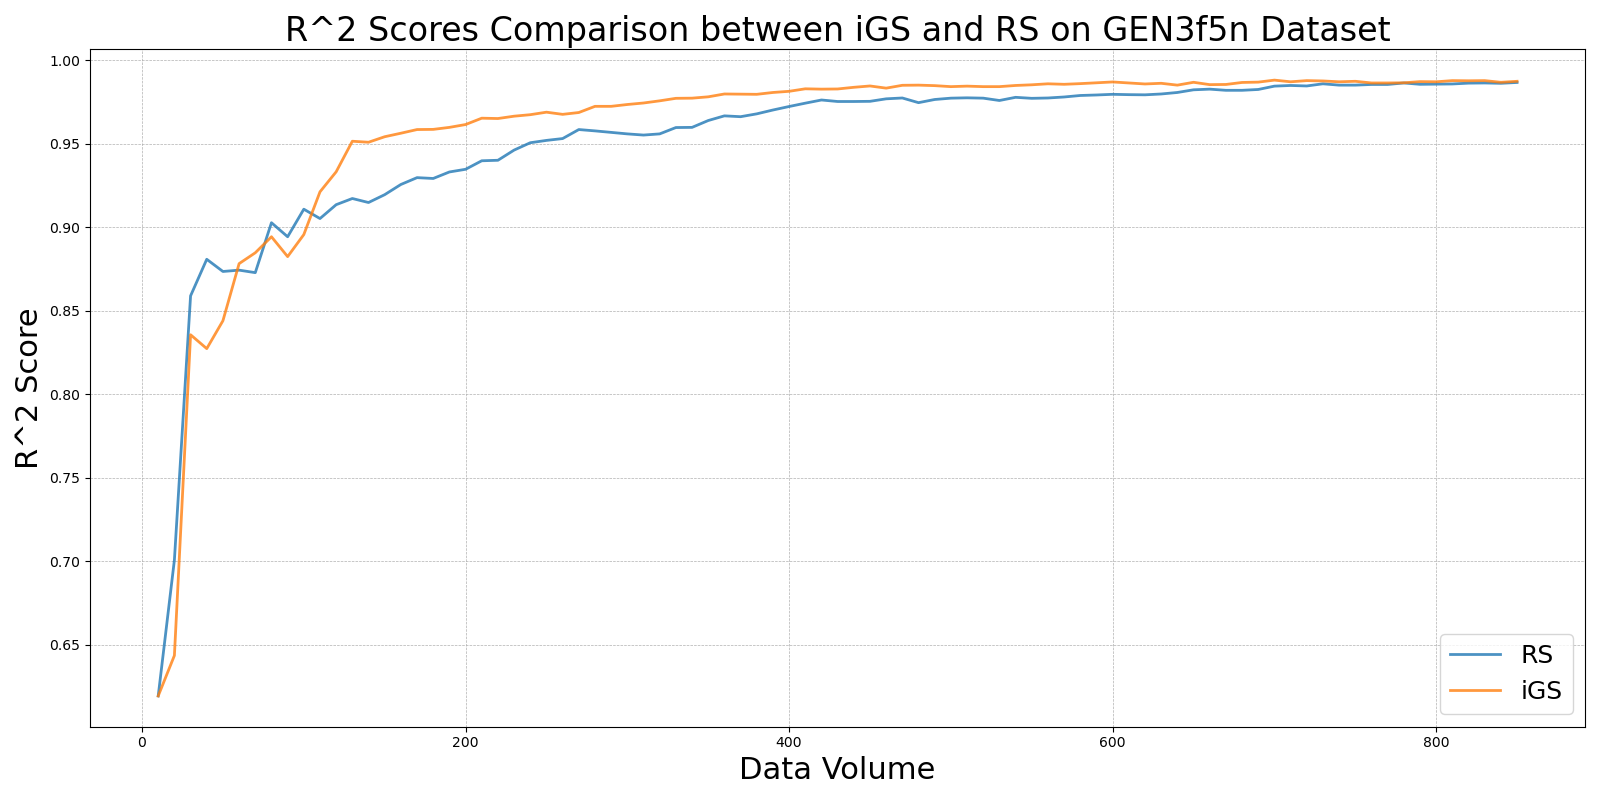 R^2 Scores Comparison between iGS and RS on GEN3f5n Dataset
R^2 Score
1.00
0.95
0.90
0.85
0.80
0.75
0.70
0.65
0
200
400
600
800
Data Volume
RS
iGS